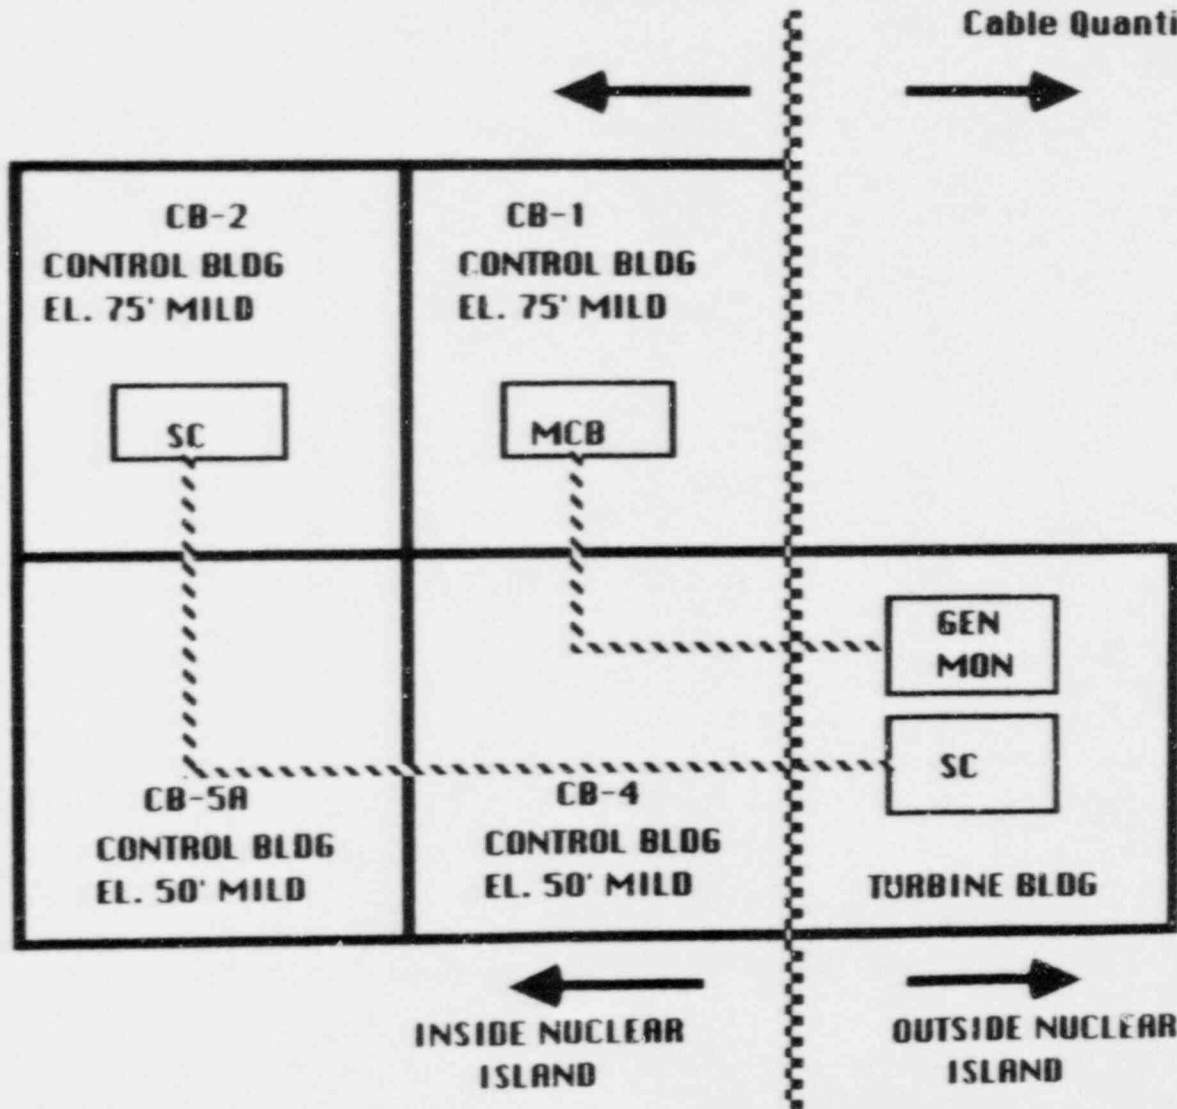 Cable Quanti
CB-2
CONTROL BLDG
EL. 75' MILD
SC
CB-1
CONTROL BLDG
EL. 75' MILD
MCB
GEN
MON
SC
CB-5A
CONTROL BLDG
EL. 50' MILD
CB-4
CONTROL BLDG
EL. 50' MILD
TURBINE BLDG
INSIDE NUCLEAR
ISLAND
OUTSIDE NUCLEAR
ISLAND